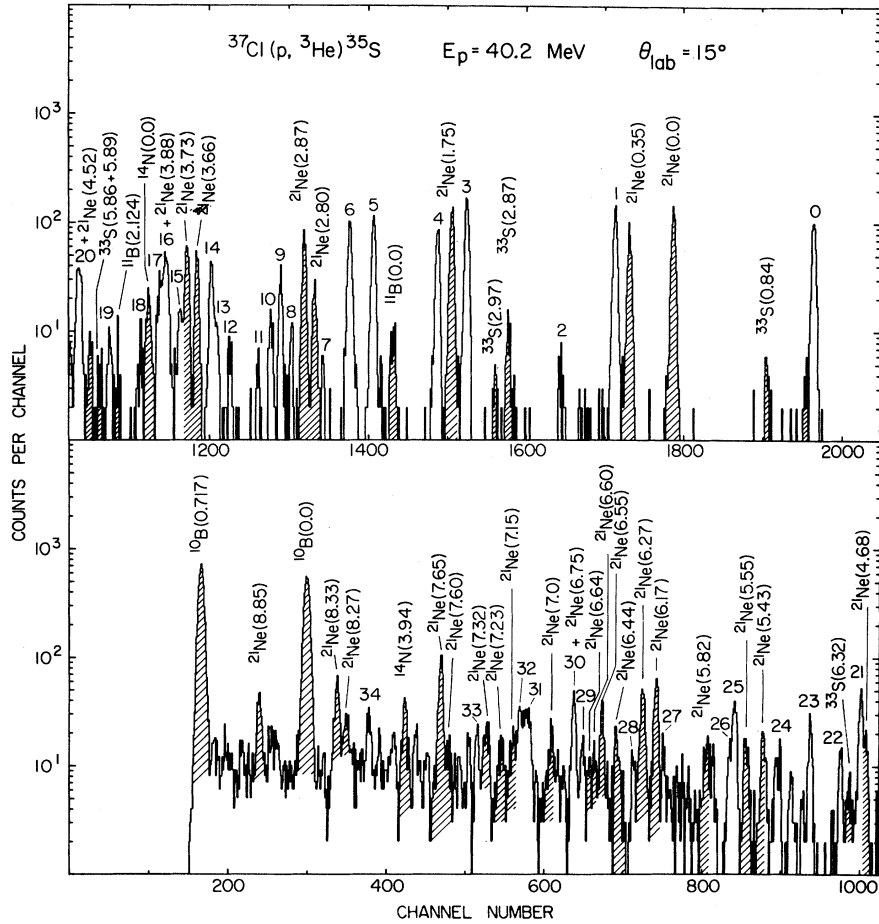 ³⁷Cl(p, ³He)³⁵S   E_p = 40.2 MeV   θ_lab = 15°
COUNTS PER CHANNEL
10³
10²
10¹
20 + ²¹Ne(4.52)
³³S(5.86+5.89)
19
¹¹B(2.124)
18
¹⁴N(0.0)
17
16 + ²¹Ne(3.88)
15
²¹Ne(3.73)
²¹Ne(3.66)
14
13
12
11
10
9
8
²¹Ne(2.87)
²¹Ne(2.80)
7
6
5
¹¹B(0.0)
4
²¹Ne(1.75)
3
³³S(2.97)
³³S(2.87)
2
1
²¹Ne(0.35)
²¹Ne(0.0)
³³S(0.84)
0
1200 1400 1600 1800 2000
10³
10²
10¹
¹⁰B(0.717)
²¹Ne(8.85)
¹⁰B(0.0)
²¹Ne(8.33)
²¹Ne(8.27)
34
¹⁴N(3.94)
²¹Ne(7.65)
²¹Ne(7.60)
33
²¹Ne(7.32)
²¹Ne(7.23)
²¹Ne(7.15)
32
31
²¹Ne(7.0)
30 + ²¹Ne(6.75)
29
²¹Ne(6.64)
²¹Ne(6.60)
²¹Ne(6.55)
²¹Ne(6.44)
28
²¹Ne(6.27)
²¹Ne(6.17)
27
²¹Ne(5.82)
26
25
²¹Ne(5.55)
²¹Ne(5.43)
24
23
22
³³S(6.32)
21
²¹Ne(4.68)
200 400 600 800 1000
CHANNEL NUMBER